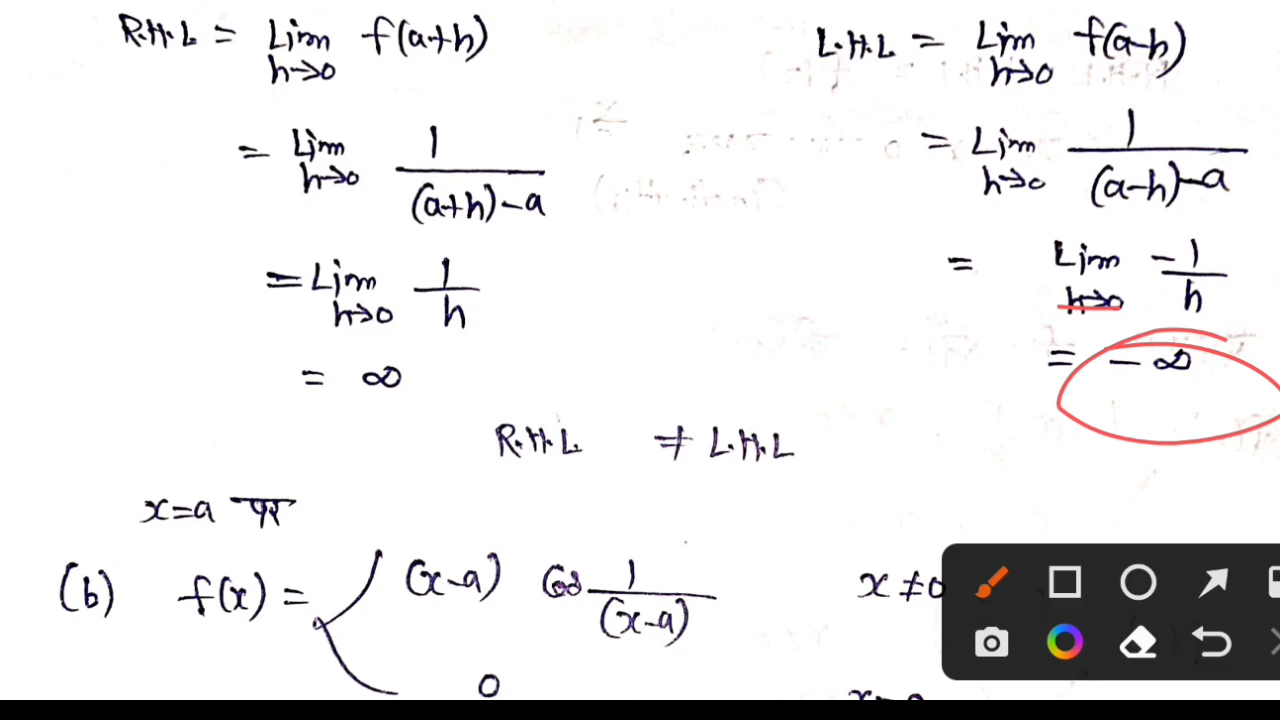 R.H.L = Lim f(a+h)
h→0
= Lim 1/((a+h)-a)
h→0
= Lim 1/h
h→0
= ∞
L.H.L = Lim f(a-h)
h→0
= Lim 1/((a-h)-a)
h→0
= Lim -1/h
h→0
= -∞
R.H.L ≠ L.H.L
x=a पर
(b) f(x) = (x-a) Cos 1/(x-a) x≠0
0